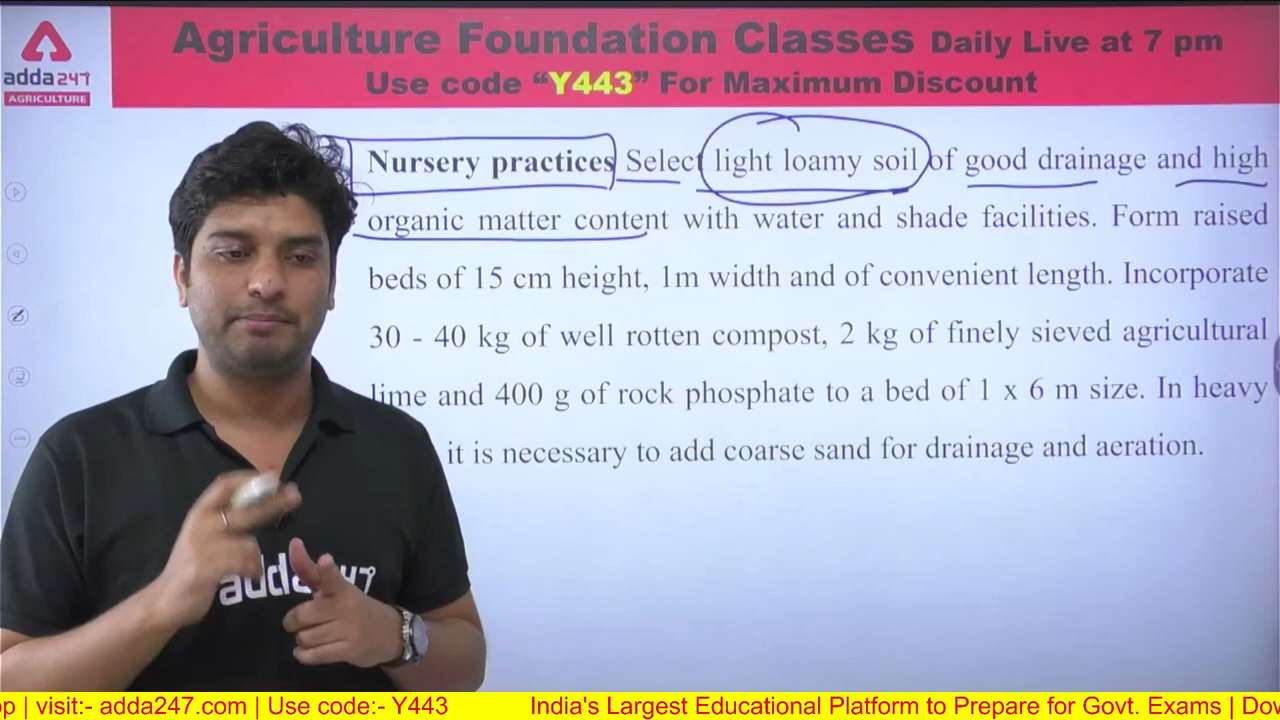 Agriculture Foundation Classes Daily Live at 7 pm
Use code “Y443” For Maximum Discount
adda247
AGRICULTURE
Nursery practices Select light loamy soil of good drainage and high
organic matter content with water and shade facilities. Form raised
beds of 15 cm height, 1m width and of convenient length. Incorporate
30 - 40 kg of well rotten compost, 2 kg of finely sieved agricultural
lime and 400 g of rock phosphate to a bed of 1 x 6 m size. In heavy
it is necessary to add coarse sand for drainage and aeration.
adda247
| visit:- adda247.com | Use code:- Y443 India's Largest Educational Platform to Prepare for Govt. Exams |